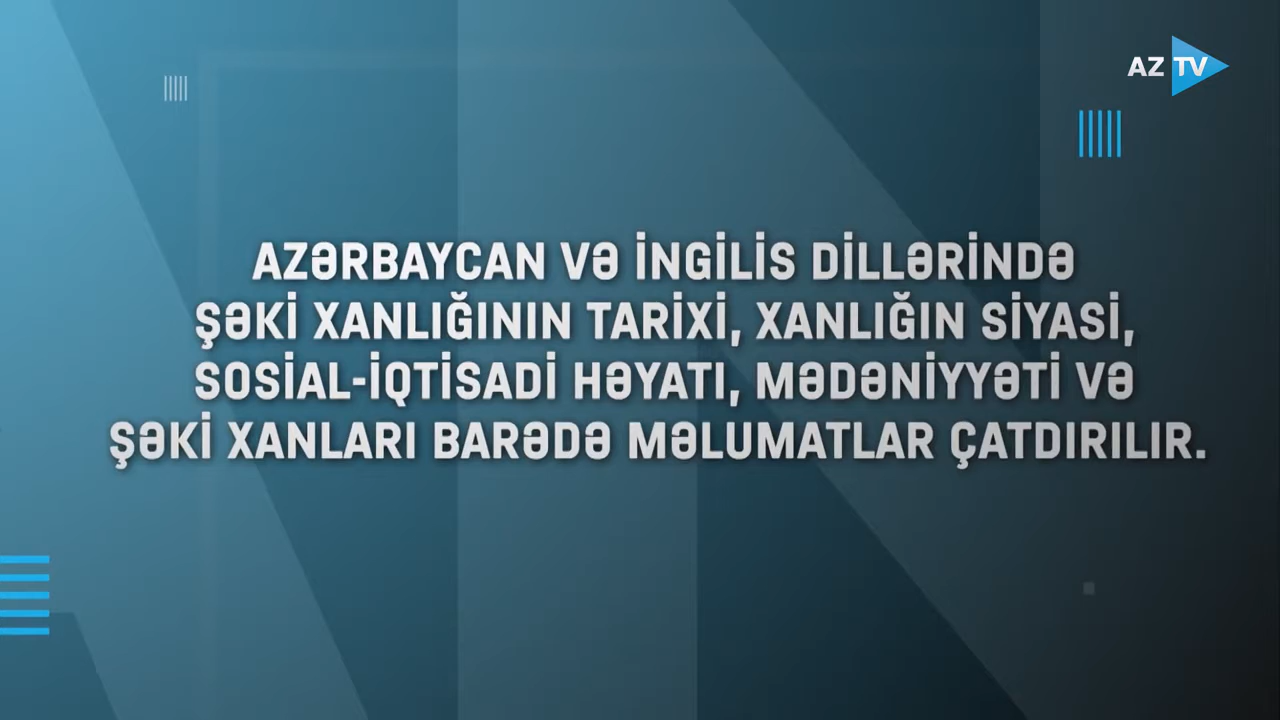 AZ TV
AZƏRBAYCAN VƏ İNGİLİS DİLLƏRİNDƏ
ŞƏKİ XANLIĞININ TARİXİ, XANLIĞIN SİYASİ,
SOSİAL-İQTİSADİ HƏYATI, MƏDƏNİYYƏTİ VƏ
ŞƏKİ XANLARI BARƏDƏ MƏLUMATLAR ÇATDIRILIR.